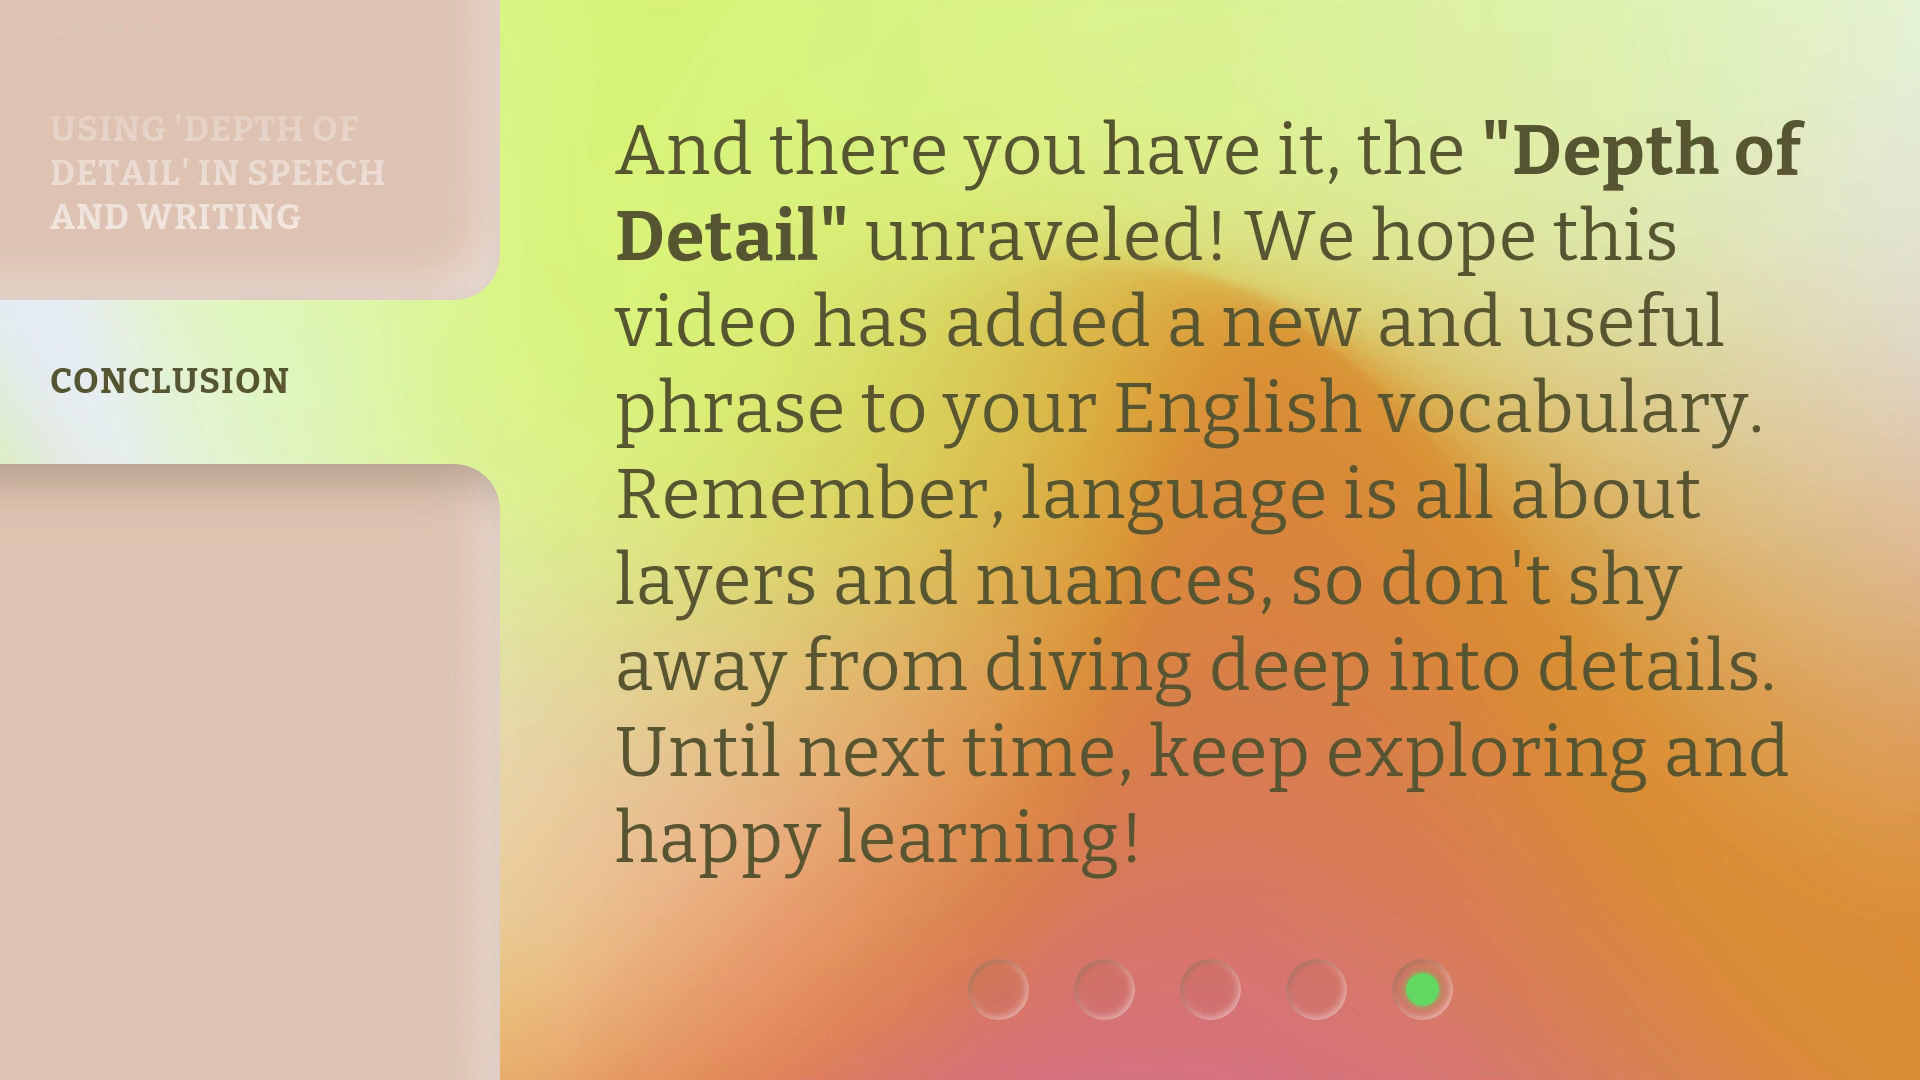 USING 'DEPTH OF
DETAIL' IN SPEECH
AND WRITING
CONCLUSION
And there you have it, the "Depth of
Detail" unraveled! We hope this
video has added a new and useful
phrase to your English vocabulary.
Remember, language is all about
layers and nuances, so don't shy
away from diving deep into details.
Until next time, keep exploring and
happy learning!